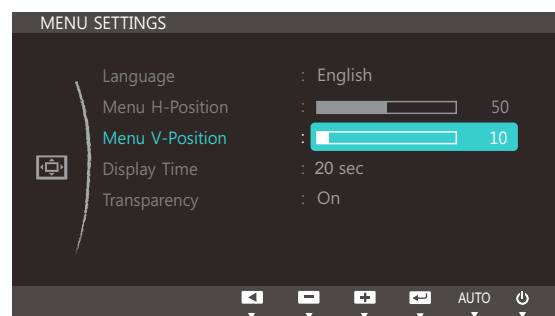 MENU SETTINGS
Language : English
Menu H-Position : 50
Menu V-Position : 10
Display Time : 20 sec
Transparency : On
AUTO